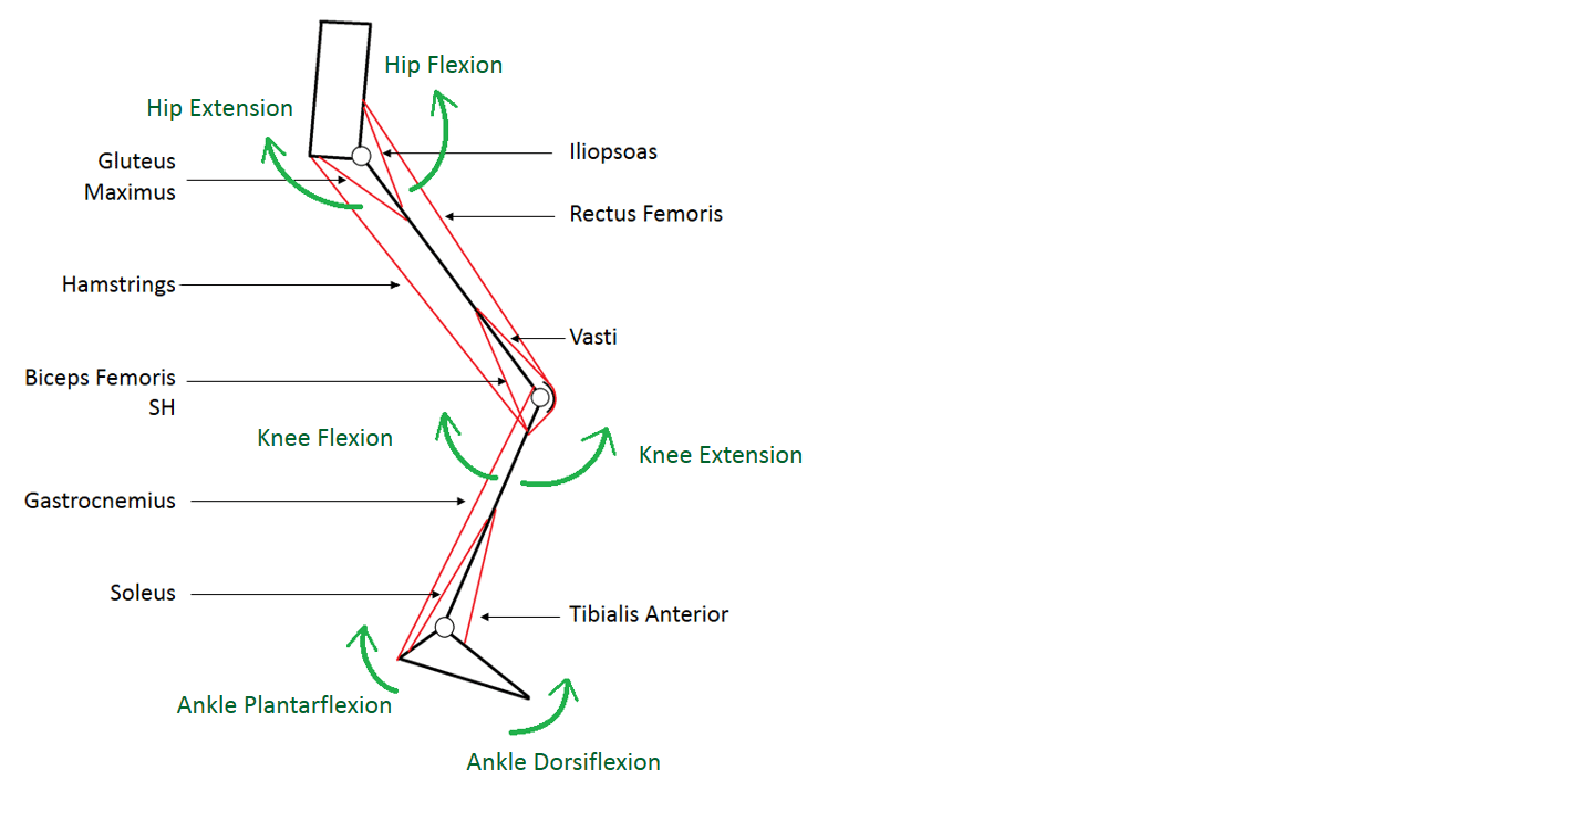 Hip Flexion
Hip Extension
Iliopsoas
Gluteus
Maximus
Rectus Femoris
Hamstrings
Vasti
Biceps Femoris
SH
Knee Flexion
Knee Extension
Gastrocnemius
Soleus
Tibialis Anterior
Ankle Plantarflexion
Ankle Dorsiflexion